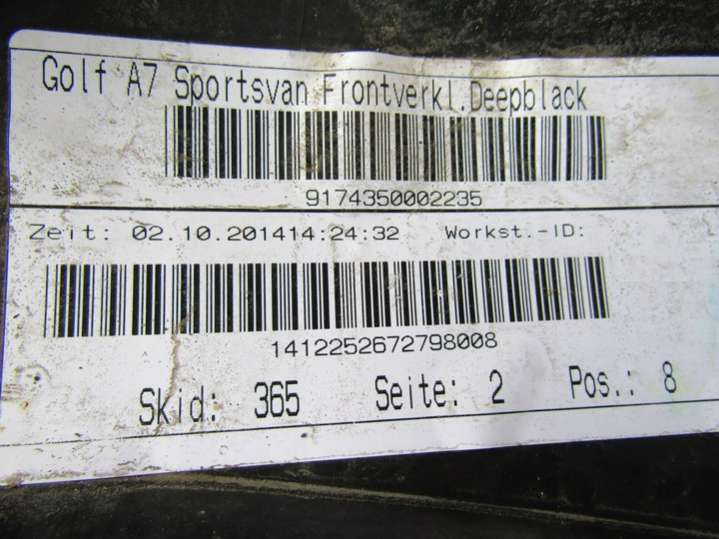 Golf A7 Sportsvan Frontverkl.Deepblack
9174350002235
Zeit: 02.10.201414:24:32 Workst.-ID:
1412252672798008
Skid: 365 Seite: 2 Pos.: 8